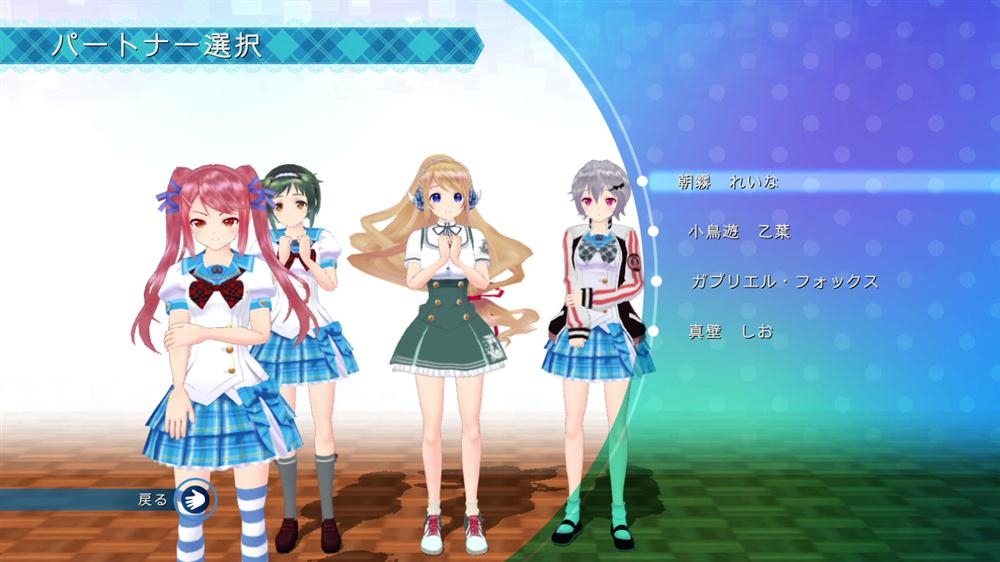 パートナー選択
朝霧　れいな
小鳥遊　乙葉
ガブリエル・フォックス
真壁　しお
戻る